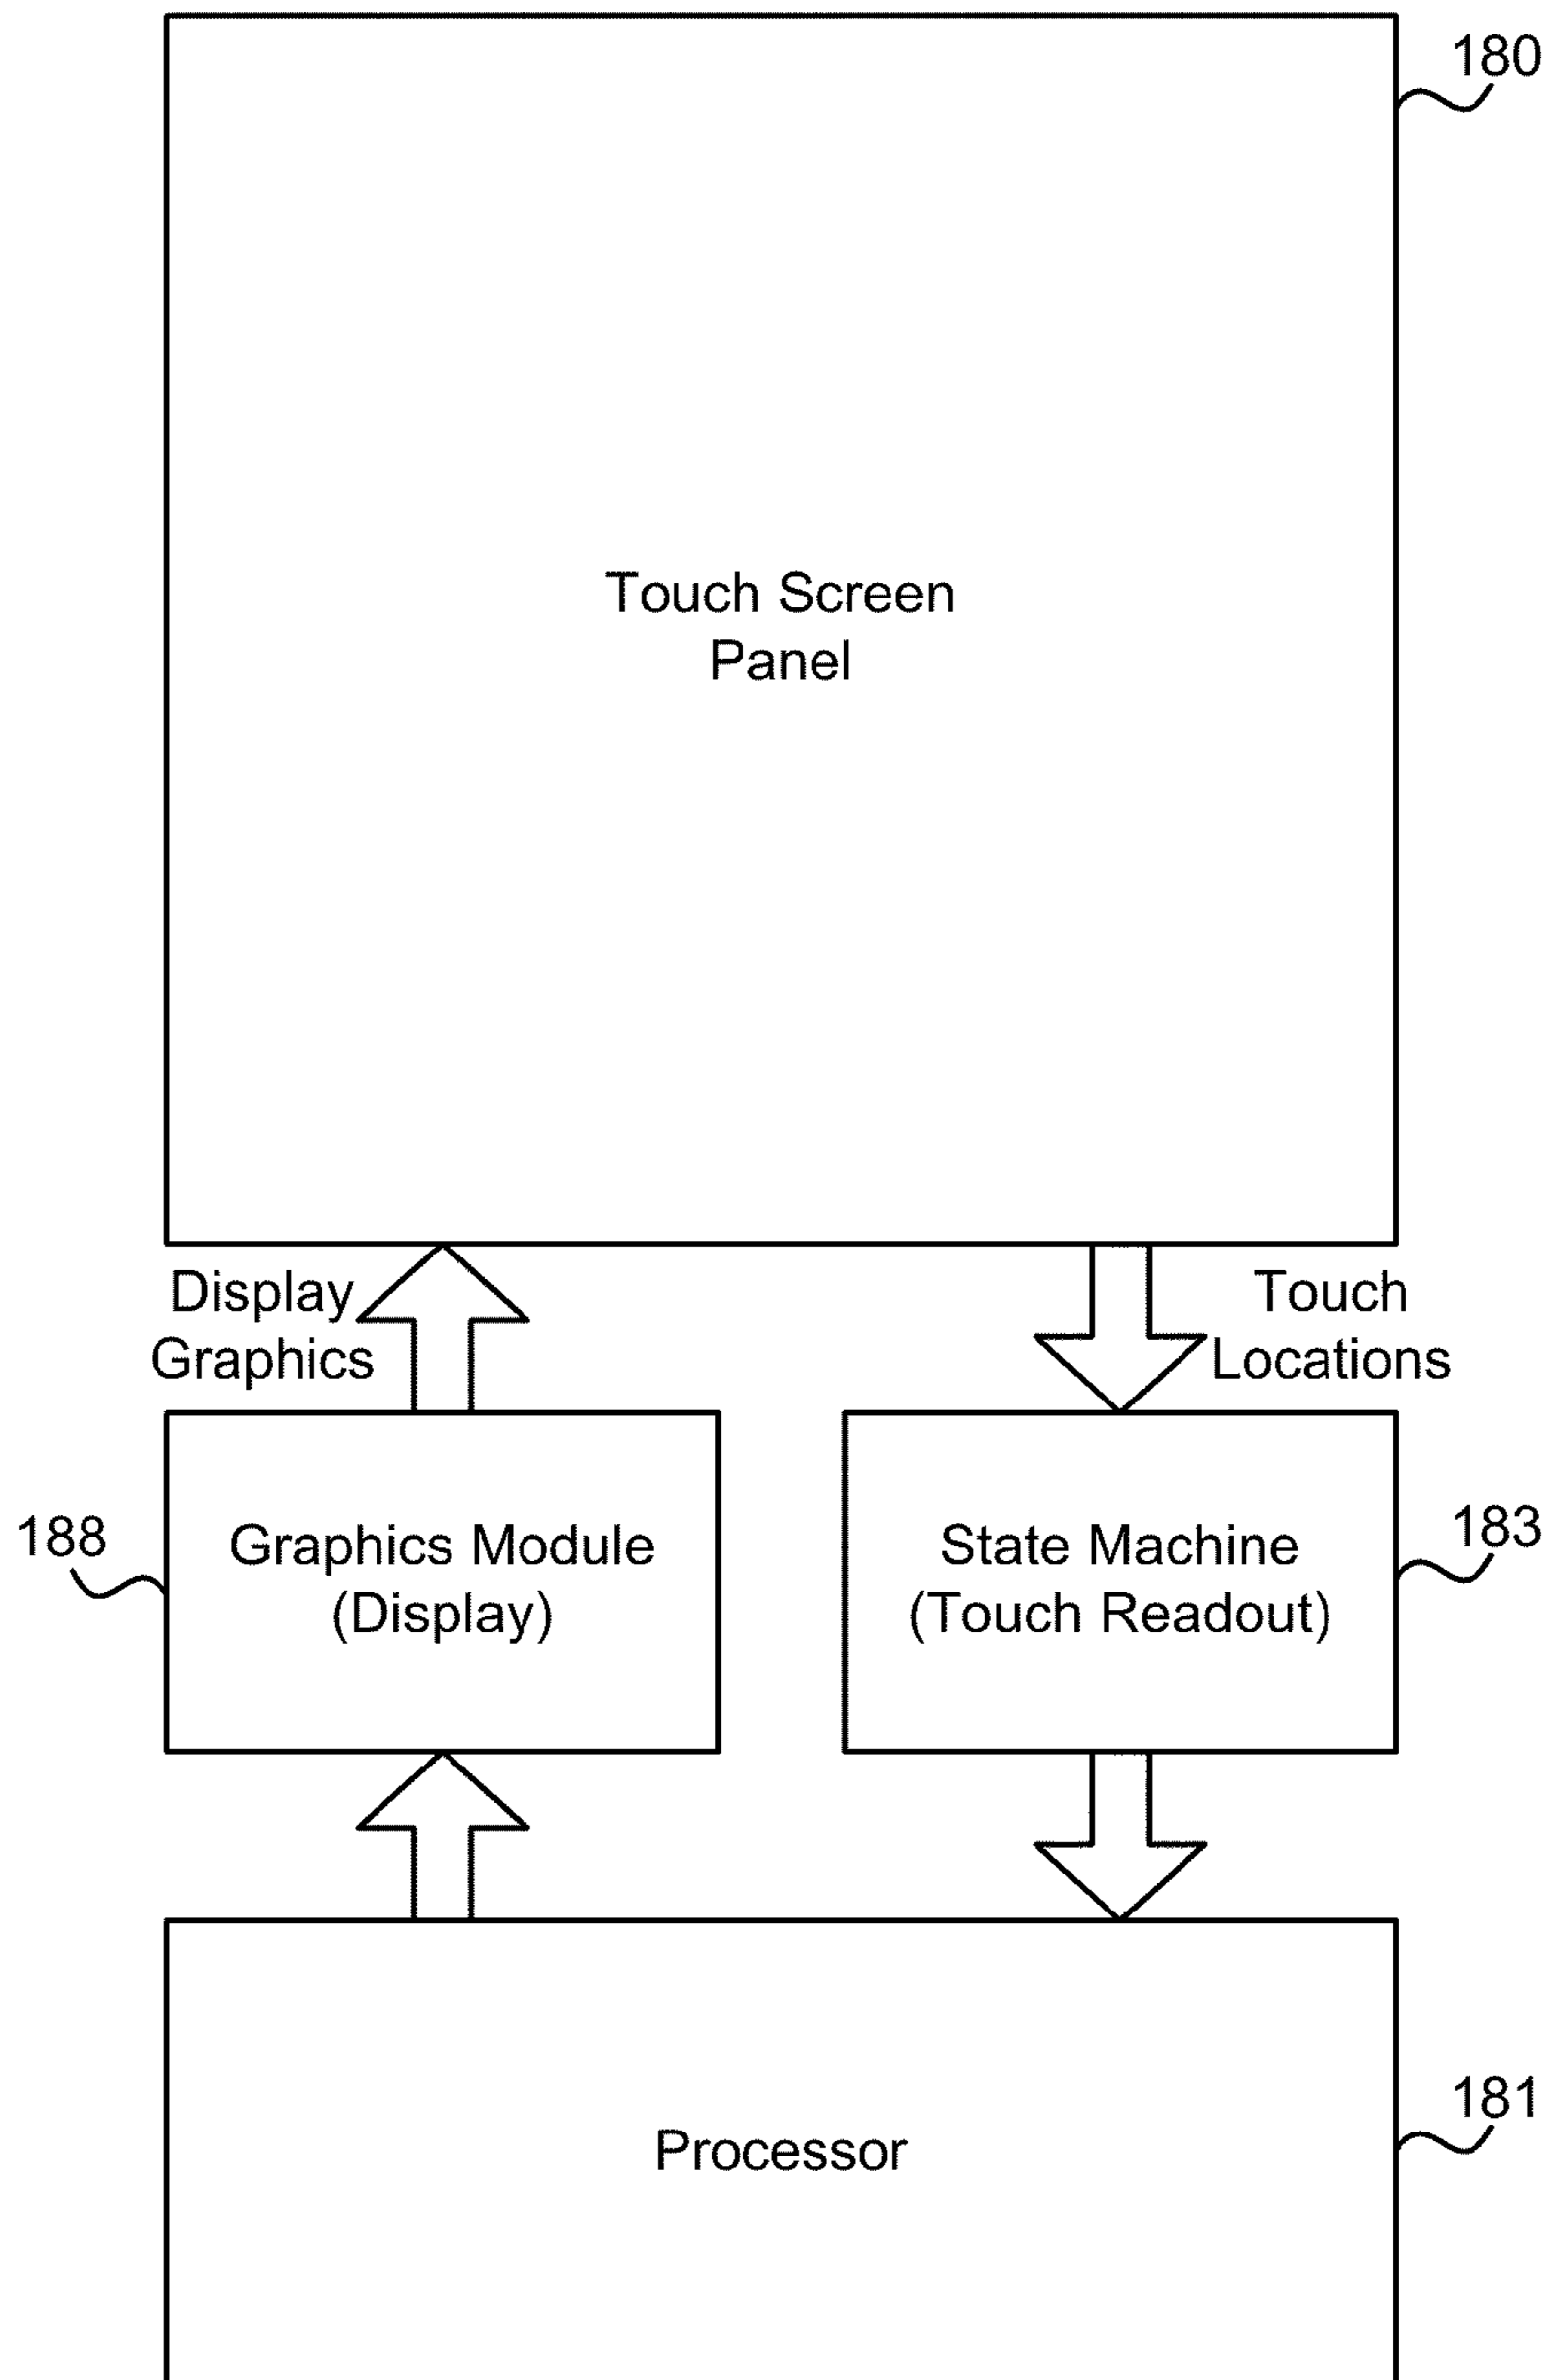 180
Touch Screen
Panel
Display
Graphics
Touch
Locations
188
Graphics Module
(Display)
State Machine
(Touch Readout)
183
Processor
181